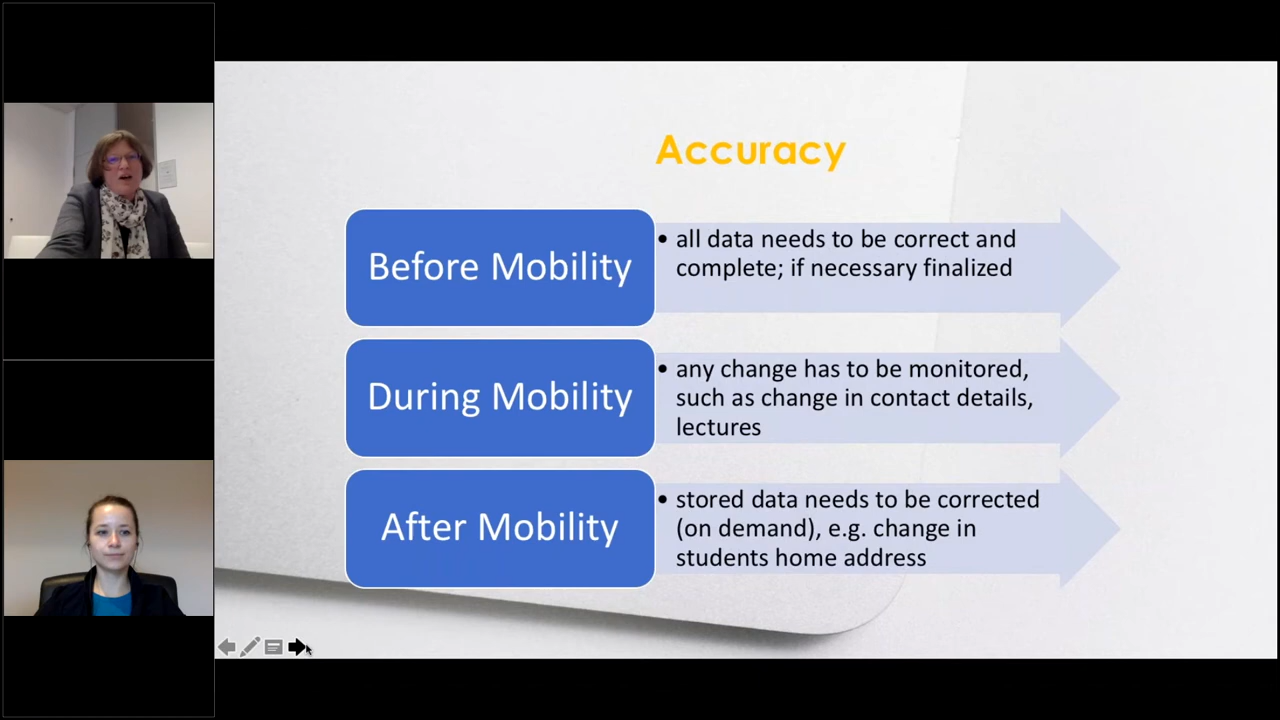 Accuracy
Before Mobility
• all data needs to be correct and
complete; if necessary finalized
During Mobility
• any change has to be monitored,
such as change in contact details,
lectures
After Mobility
• stored data needs to be corrected
(on demand), e.g. change in
students home address